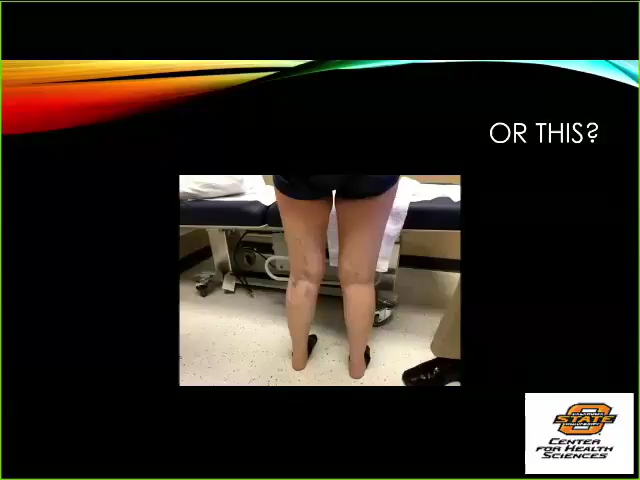 OR THIS?
STATE
CENTER
FOR HEALTH
SCIENCES